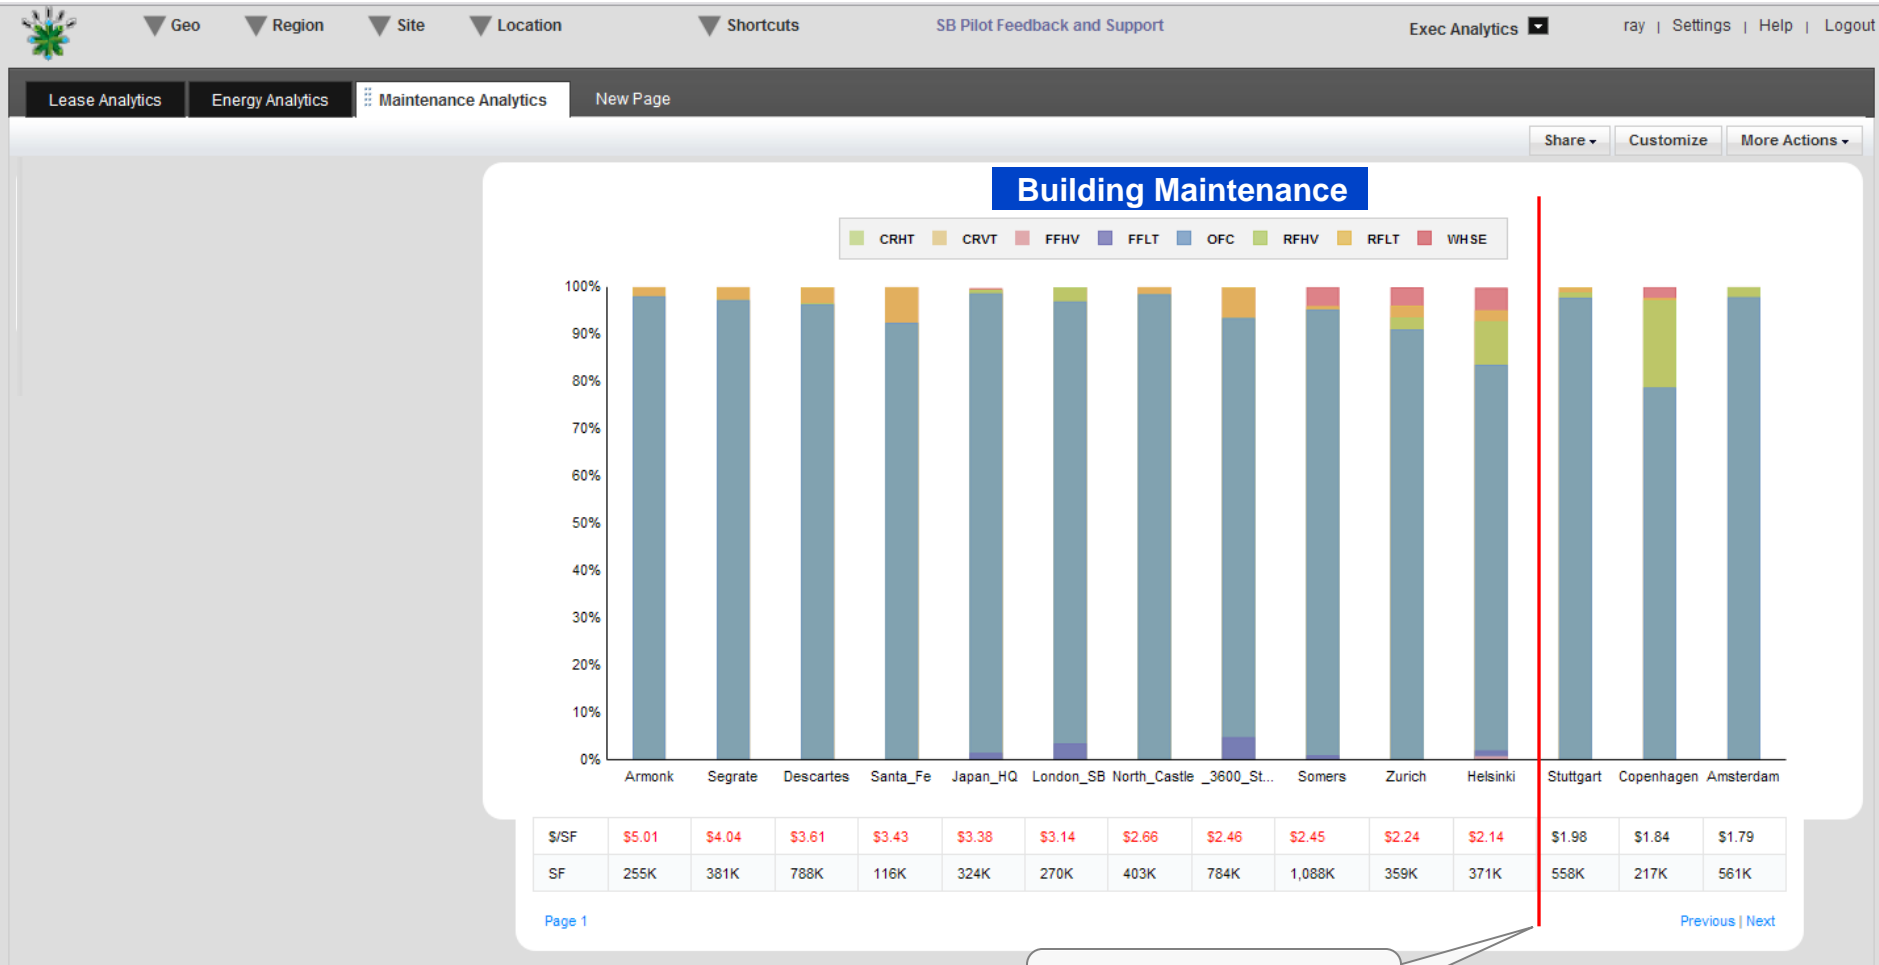 Geo Region Site Location Shortcuts SB Pilot Feedback and Support Exec Analytics ray | Settings | Help | Logout
Lease Analytics Energy Analytics Maintenance Analytics New Page
Share Customize More Actions
Building Maintenance
CRHT CRVT FFHV FFLT OFC RFHV RFLT WHSE
100%
90%
80%
70%
60%
50%
40%
30%
20%
10%
0%
Armonk Segrate Descartes Santa_Fe Japan_HQ London_SB North_Castle _3600_St... Somers Zurich Helsinki Stuttgart Copenhagen Amsterdam
$/SF $5.01 $4.04 $3.61 $3.43 $3.38 $3.14 $2.66 $2.46 $2.45 $2.24 $2.14 $1.98 $1.84 $1.79
SF 255K 381K 788K 116K 324K 270K 403K 784K 1,088K 359K 371K 558K 217K 561K
Page 1 Previous | Next